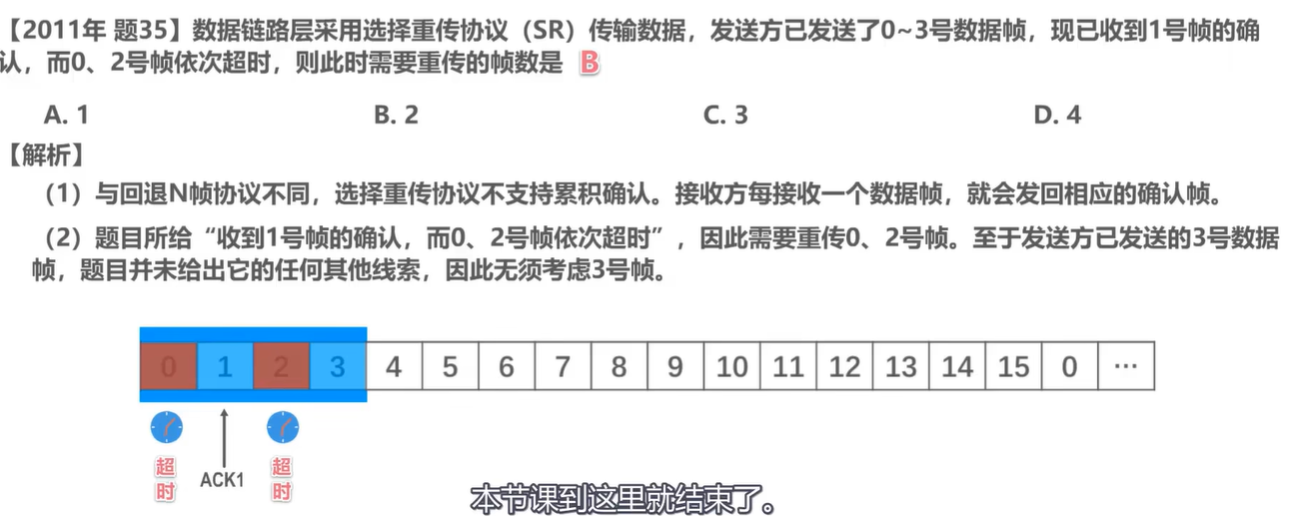 【2011年 题35】数据链路层采用选择重传协议（SR）传输数据，发送方已发送了0~3号数据帧，现已收到1号帧的确
认，而0、2号帧依次超时，则此时需要重传的帧数是 B
A. 1 B. 2 C. 3 D. 4
【解析】
（1）与回退N帧协议不同，选择重传协议不支持累积确认。接收方每接收一个数据帧，就会发回相应的确认帧。
（2）题目所给“收到1号帧的确认，而0、2号帧依次超时”，因此需要重传0、2号帧。至于发送方已发送的3号数据
帧，题目并未给出它的任何其他线索，因此无须考虑3号帧。
0 1 2 3 4 5 6 7 8 9 10 11 12 13 14 15 0 …
超时 ACK1 超时
本节课到这里就结束了。